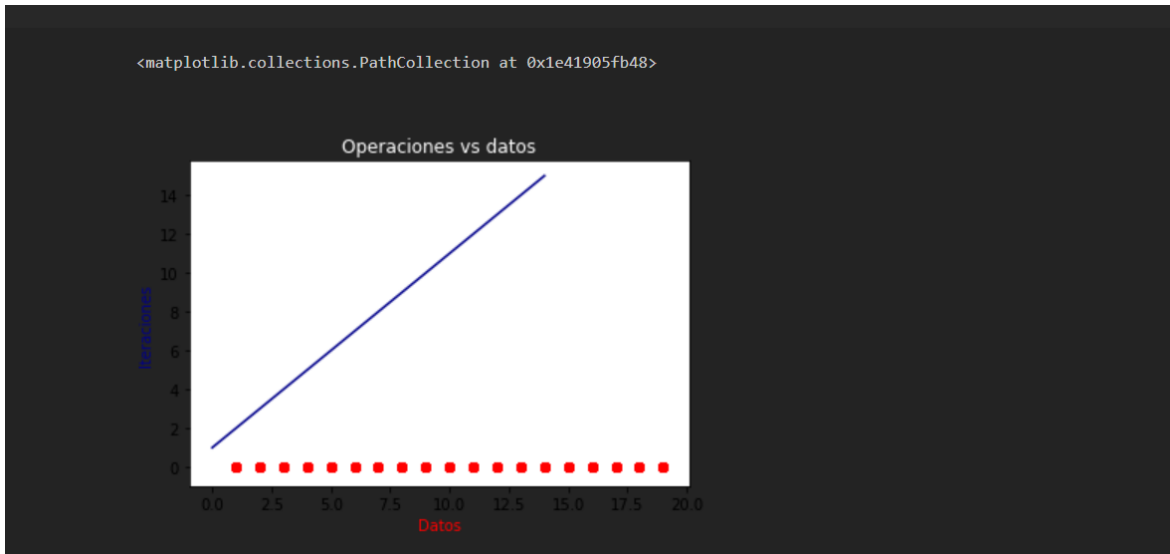 <matplotlib.collections.PathCollection at 0x1e41905fb48>
Operaciones vs datos
14
12
10
8
6
4
2
0
Iteraciones
0.0 2.5 5.0 7.5 10.0 12.5 15.0 17.5 20.0
Datos